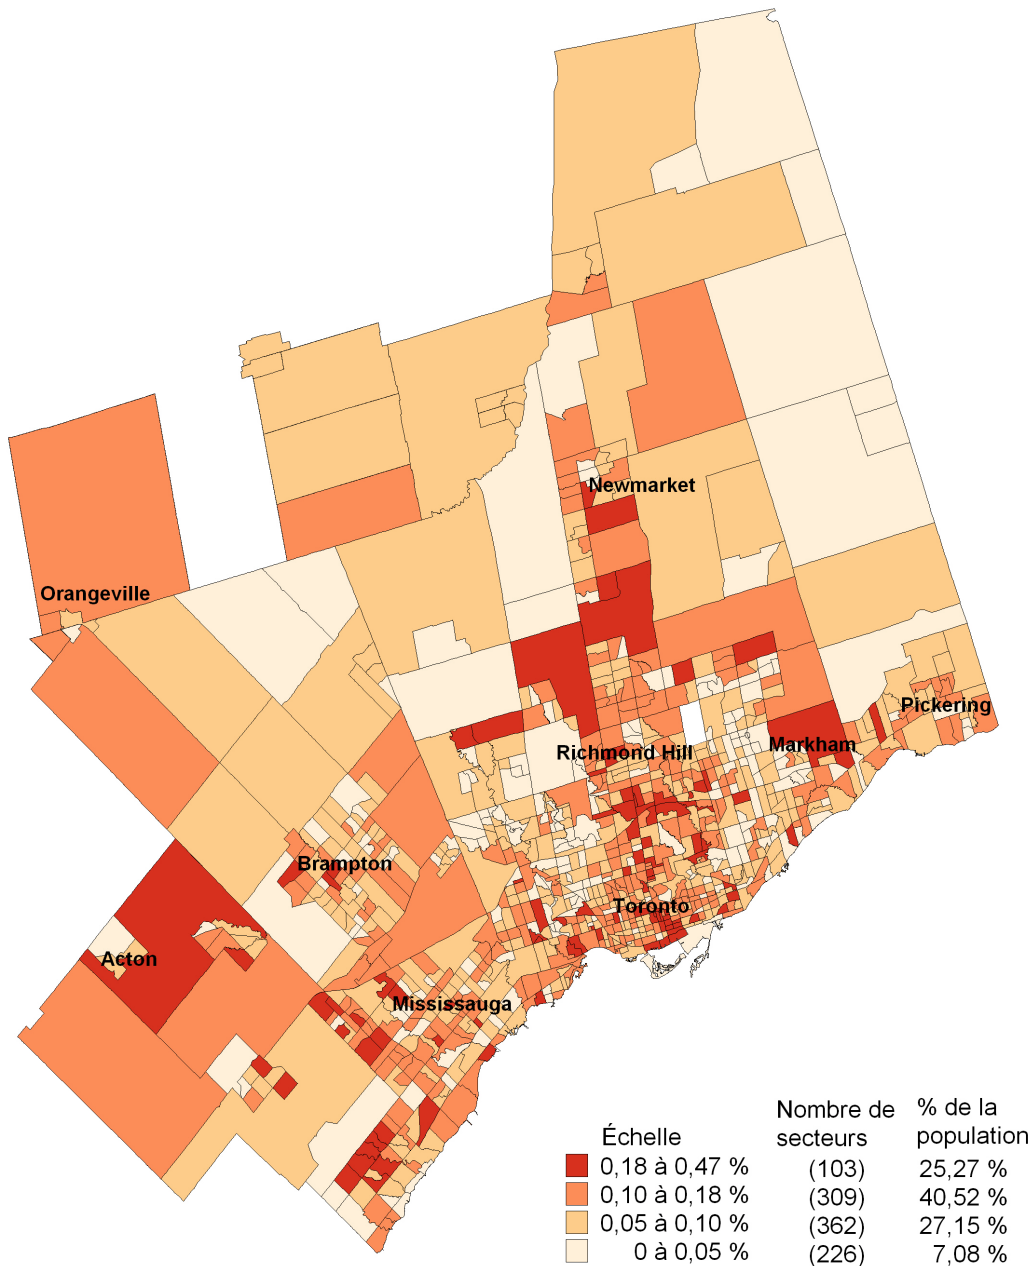 Newmarket
Orangeville
Pickering
Markham
Richmond Hill
Brampton
Toronto
Acton
Mississauga
Échelle Nombre de secteurs % de la population
0,18 à 0,47 % (103) 25,27 %
0,10 à 0,18 % (309) 40,52 %
0,05 à 0,10 % (362) 27,15 %
0 à 0,05 % (226) 7,08 %